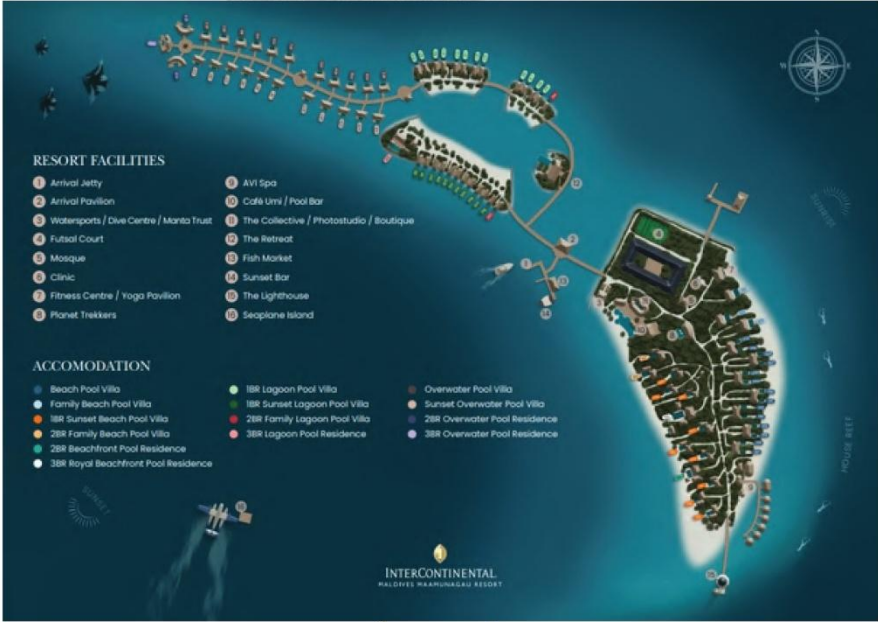 N
W E
S
RESORT FACILITIES
1 Arrival Jetty
2 Arrival Pavilion
3 Watersports / Dive Centre / Manta Trust
4 Futsal Court
5 Mosque
6 Clinic
7 Fitness Centre / Yoga Pavilion
8 Planet Trekkers
9 AVI Spa
10 Café Umi / Pool Bar
11 The Collective / Photostudio / Boutique
12 The Retreat
13 Fish Market
14 Sunset Bar
15 The Lighthouse
16 Seaplane Island
SUNRISE
ACCOMODATION
Beach Pool Villa
Family Beach Pool Villa
1BR Sunset Beach Pool Villa
2BR Family Beach Pool Villa
2BR Beachfront Pool Residence
3BR Royal Beachfront Pool Residence
1BR Lagoon Pool Villa
1BR Sunset Lagoon Pool Villa
2BR Family Lagoon Pool Villa
3BR Lagoon Pool Residence
Overwater Pool Villa
Sunset Overwater Pool Villa
2BR Overwater Pool Residence
3BR Overwater Pool Residence
HOUSE REEF
SUNSET
INTERCONTINENTAL
MALDIVES MAAMUNAGAU RESORT